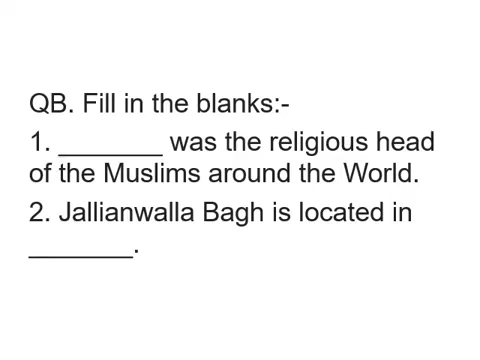 QB. Fill in the blanks:-
1. _______ was the religious head
of the Muslims around the World.
2. Jallianwalla Bagh is located in
_______.